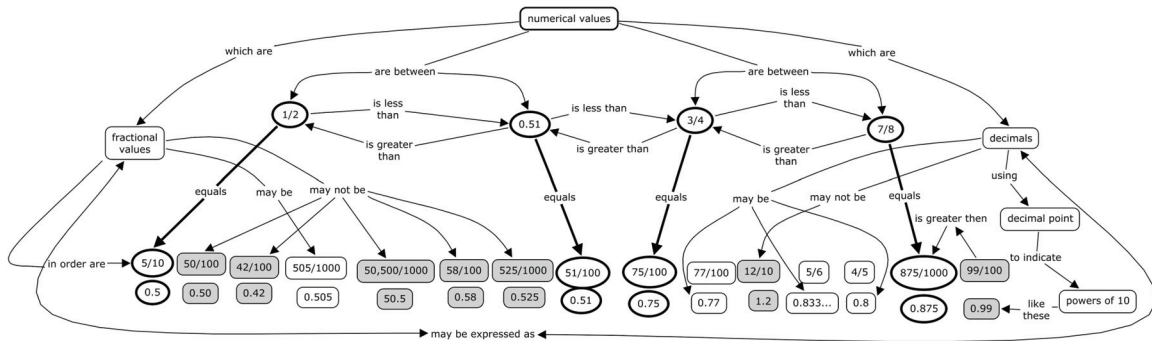 numerical values
which are
which are
are between
are between
1/2
is less
than
0.51
is less than
3/4
is less
than
7/8
fractional
values
is greater
than
is greater than
is greater
than
decimals
equals
may be
may not be
equals
equals
may be
may not be
equals
using
decimal point
is greater then
in order are
5/10
50/100
42/100
505/1000
50,500/1000
58/100
525/1000
51/100
75/100
77/100
12/10
5/6
4/5
875/1000
99/100
to indicate
0.5
0.50
0.42
0.505
50.5
0.58
0.525
0.51
0.75
0.77
1.2
0.833...
0.8
0.875
0.99
like
these
powers of 10
may be expressed as